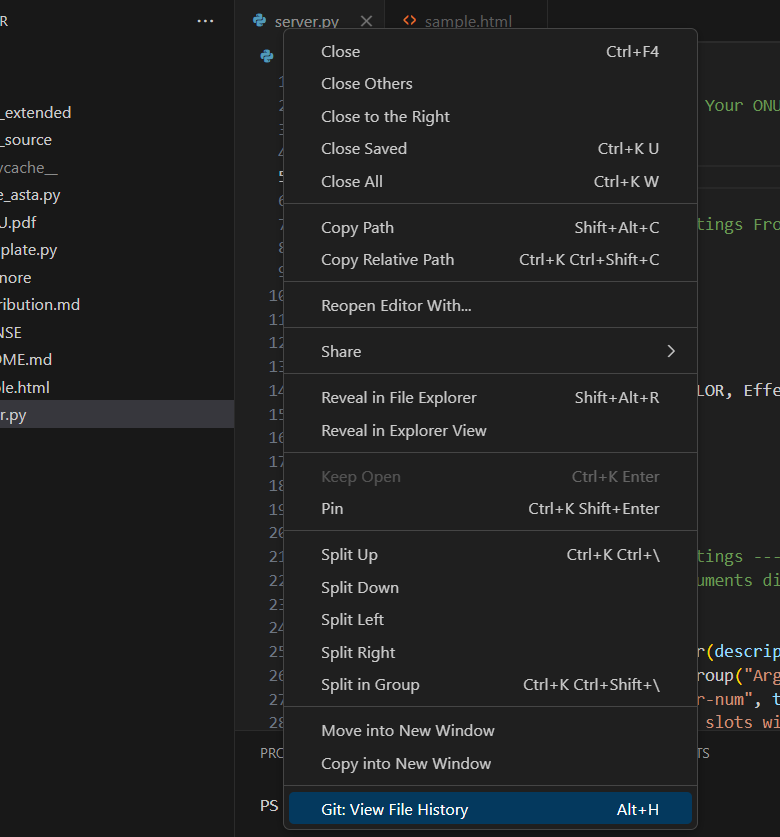 R
···
server.py
sample.html
_extended
_source
ycache__
e_asta.py
U.pdf
plate.py
nore
ribution.md
NSE
OME.md
le.html
r.py
Close Ctrl+F4
Close Others
Close to the Right
Close Saved Ctrl+K U
Close All Ctrl+K W
Copy Path Shift+Alt+C
Copy Relative Path Ctrl+K Ctrl+Shift+C
Reopen Editor With...
Share
Reveal in File Explorer Shift+Alt+R
Reveal in Explorer View
Keep Open Ctrl+K Enter
Pin Ctrl+K Shift+Enter
Split Up Ctrl+K Ctrl+\
Split Down
Split Left
Split Right
Split in Group Ctrl+K Ctrl+Shift+\
Move into New Window
Copy into New Window
Git: View File History Alt+H
1
2
3
4
5
6
7
8
9
10
11
12
13
14
15
16
17
18
19
20
21
22
23
24
25
26
27
28
Your ONU
tings Fro
LOR, Effe
tings ---
uments di
r(descrip
roup("Arg
r-num", t
slots wi
PRO
TS
PS